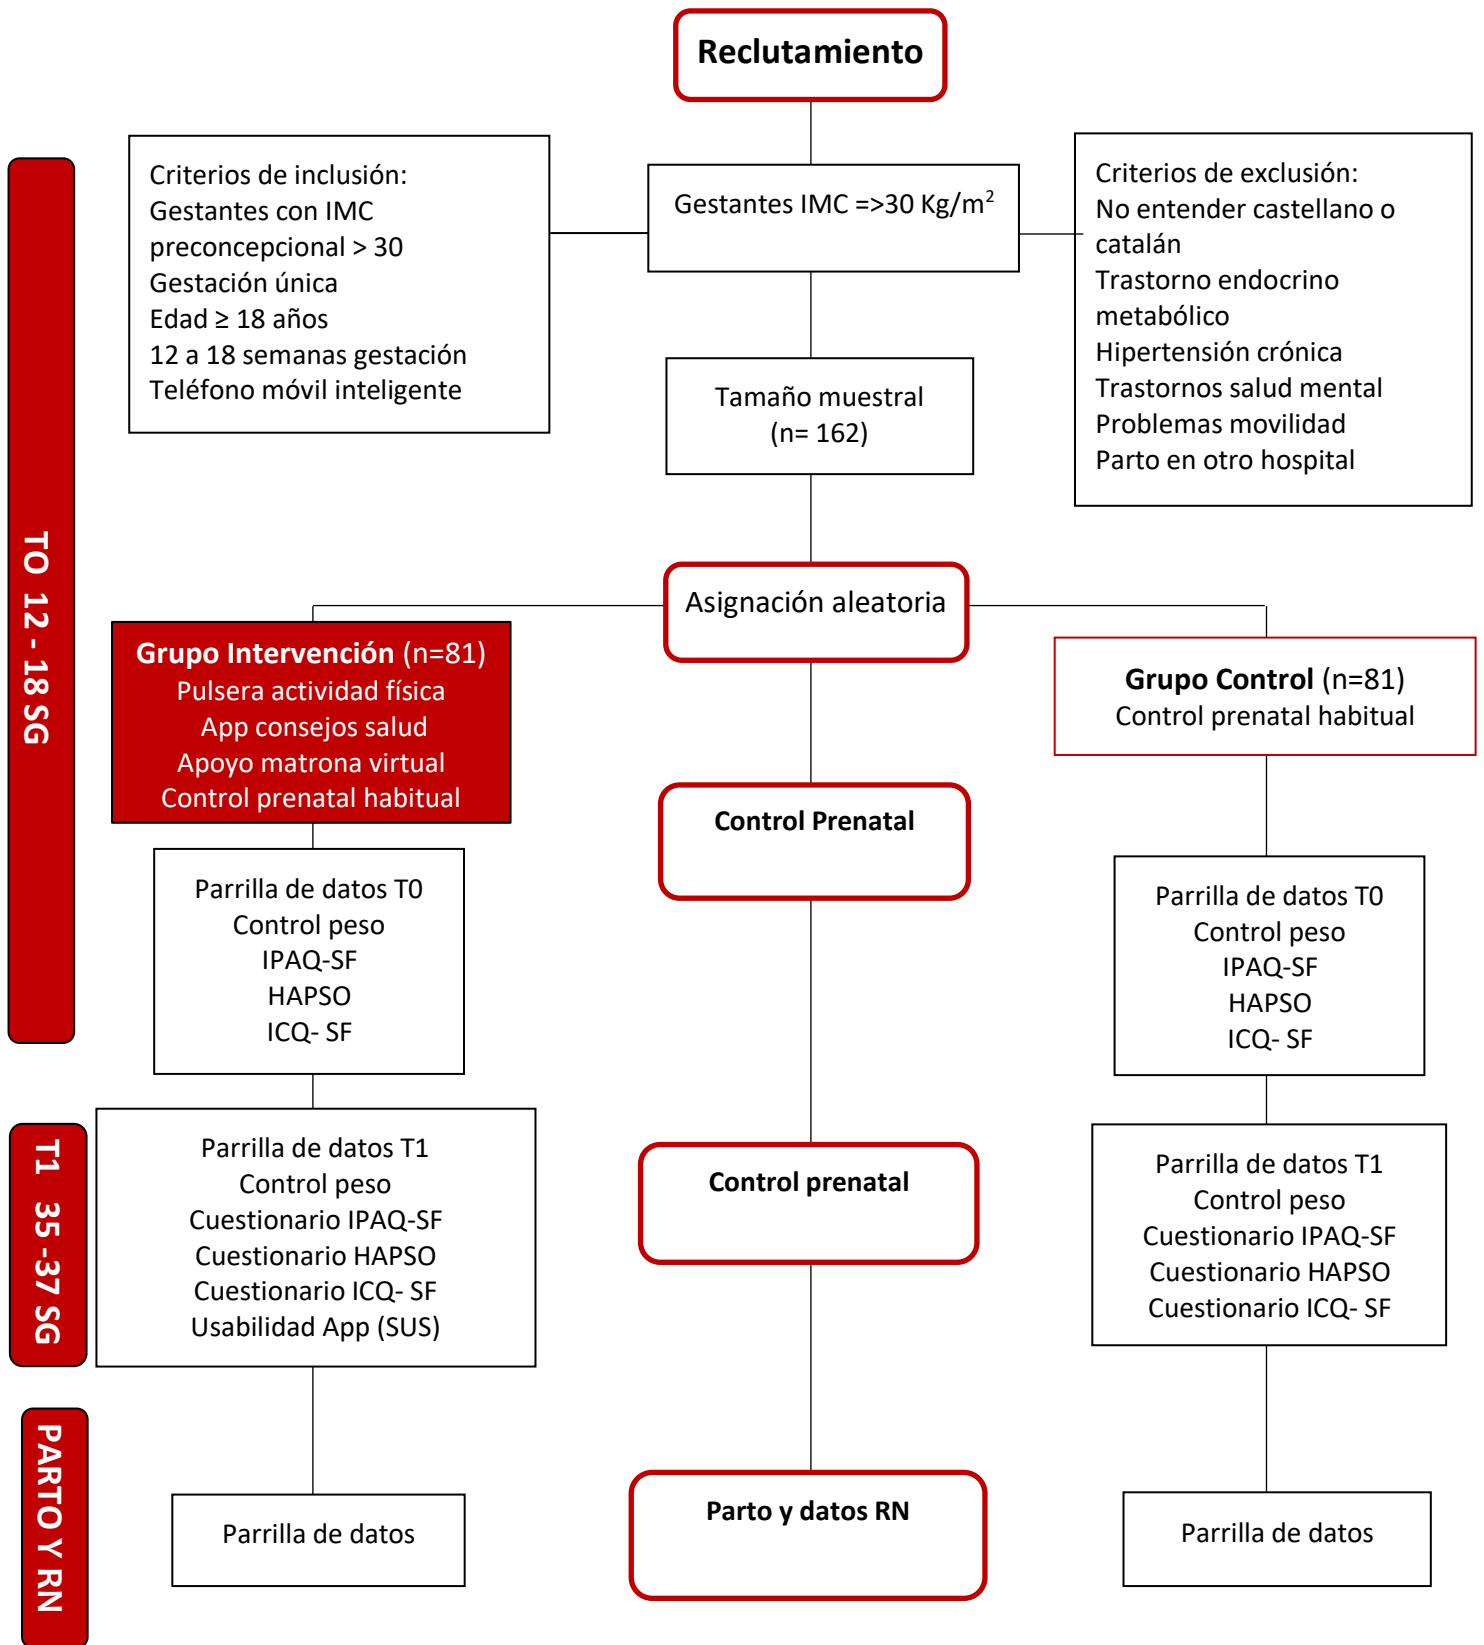 Reclutamiento
Criterios de inclusión:
Gestantes con IMC
preconcepcional > 30
Gestación única
Edad ≥ 18 años
12 a 18 semanas gestación
Teléfono móvil inteligente
Gestantes IMC =>30 Kg/m²
Criterios de exclusión:
No entender castellano o
catalán
Trastorno endocrino
metabólico
Hipertensión crónica
Trastornos salud mental
Problemas movilidad
Parto en otro hospital
Tamaño muestral
(n= 162)
TO 12 - 18 SG
Asignación aleatoria
Grupo Intervención (n=81)
Pulsera actividad física
App consejos salud
Apoyo matrona virtual
Control prenatal habitual
Grupo Control (n=81)
Control prenatal habitual
Control Prenatal
Parrilla de datos T0
Control peso
IPAQ-SF
HAPSO
ICQ- SF
Parrilla de datos T0
Control peso
IPAQ-SF
HAPSO
ICQ- SF
T1 35 -37 SG
Parrilla de datos T1
Control peso
Cuestionario IPAQ-SF
Cuestionario HAPSO
Cuestionario ICQ- SF
Usabilidad App (SUS)
Control prenatal
Parrilla de datos T1
Control peso
Cuestionario IPAQ-SF
Cuestionario HAPSO
Cuestionario ICQ- SF
PARTO Y RN
Parrilla de datos
Parto y datos RN
Parrilla de datos